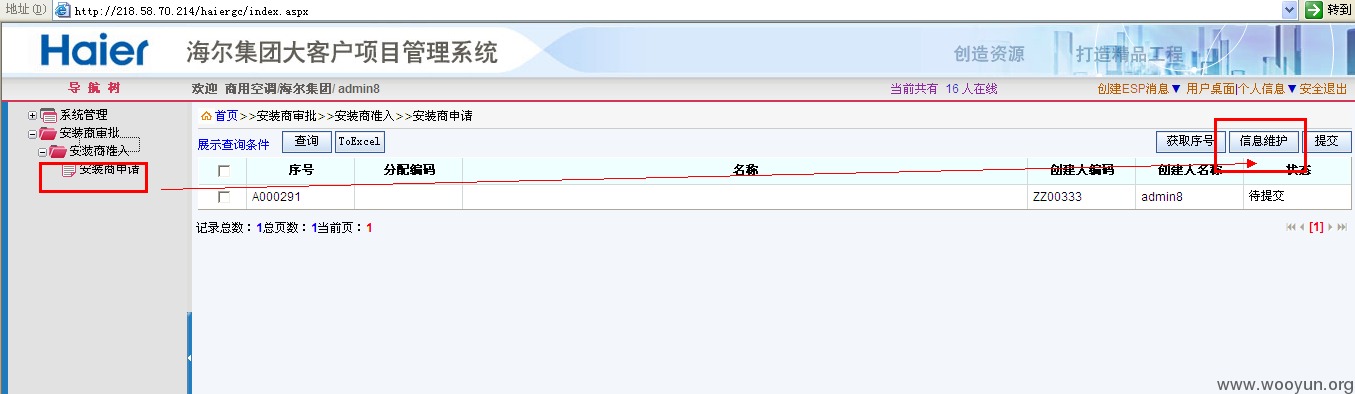 地址(D) http://218.58.70.214/haiergc/index.aspx 转到
Haier 海尔集团大客户项目管理系统 创造资源 打造精品工程
导航树 欢迎 商用空调/海尔集团/ admin8 当前共有 16 人在线 创建ESP消息▼ 用户桌面|个人信息▼安全退出
系统管理
安装商审批
安装商准入
安装商申请
首页>>安装商审批>>安装商准入>>安装商申请
展示查询条件 查询 ToExcel 获取序号 信息维护 提交
序号 分配编码 名称 创建人编码 创建人名称 状态
A000291 ZZ00333 admin8 待提交
记录总数：1总页数：1当前页：1 [1]
www.wooyun.org